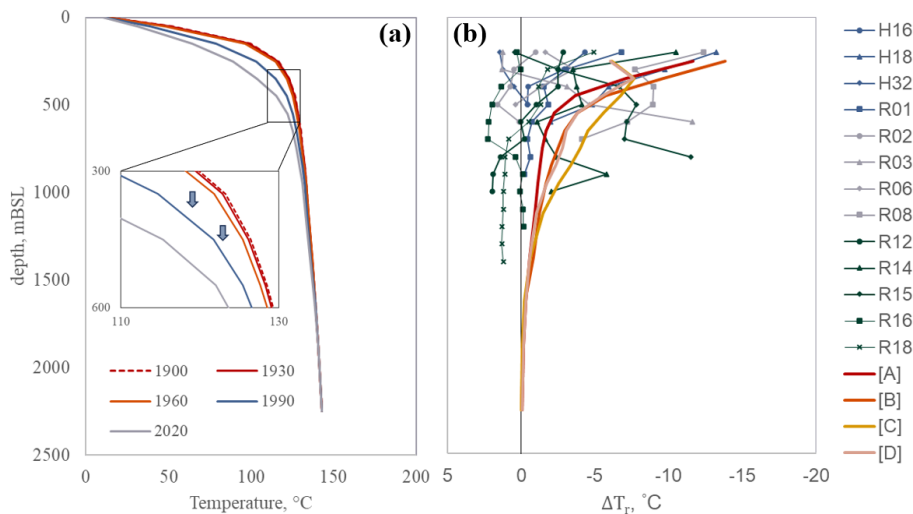 (a)
0
500
1000
1500
2000
2500
depth, mBSL
0
50
100
150
200
Temperature, °C
300
600
110
130
1900
1930
1960
1990
2020
(b)
5
0
-5
-10
-15
-20
ΔTr, °C
H16
H18
H32
R01
R02
R03
R06
R08
R12
R14
R15
R16
R18
[A]
[B]
[C]
[D]